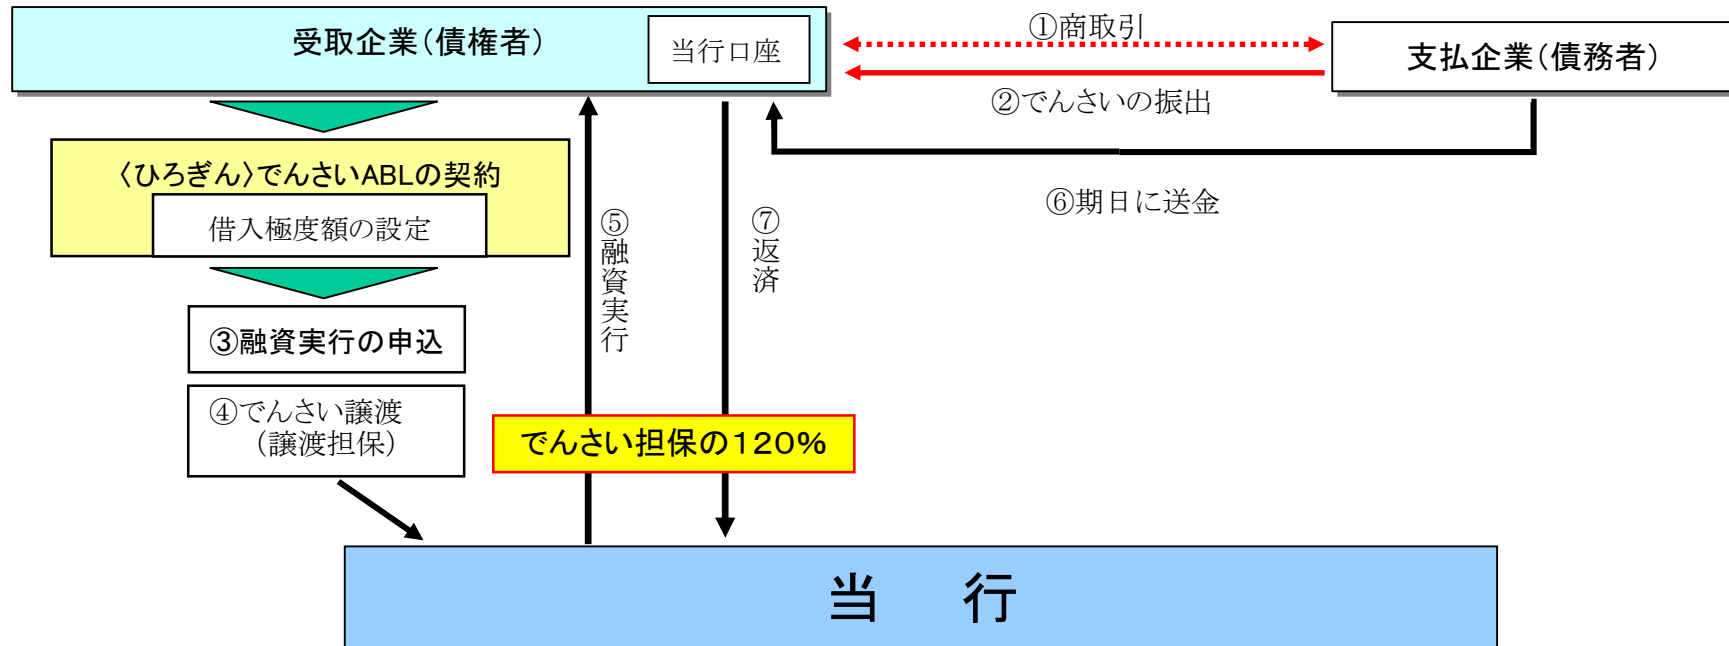 受取企業(債権者)
当行口座
①商取引
支払企業(債務者)
②でんさいの振出
〈ひろぎん〉でんさいABLの契約
借入極度額の設定
⑥期日に送金
⑤融資実行
⑦返済
③融資実行の申込
④でんさい譲渡
(譲渡担保)
でんさい担保の120%
当 行